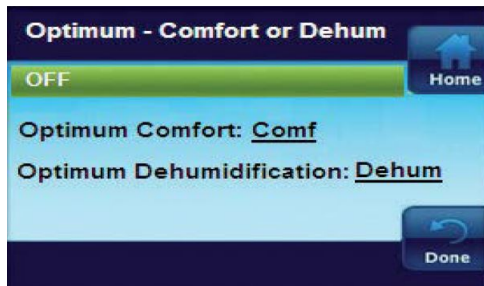 Optimum - Comfort or Dehum
OFF
Home
Optimum Comfort: Comf
Optimum Dehumidification: Dehum
Done